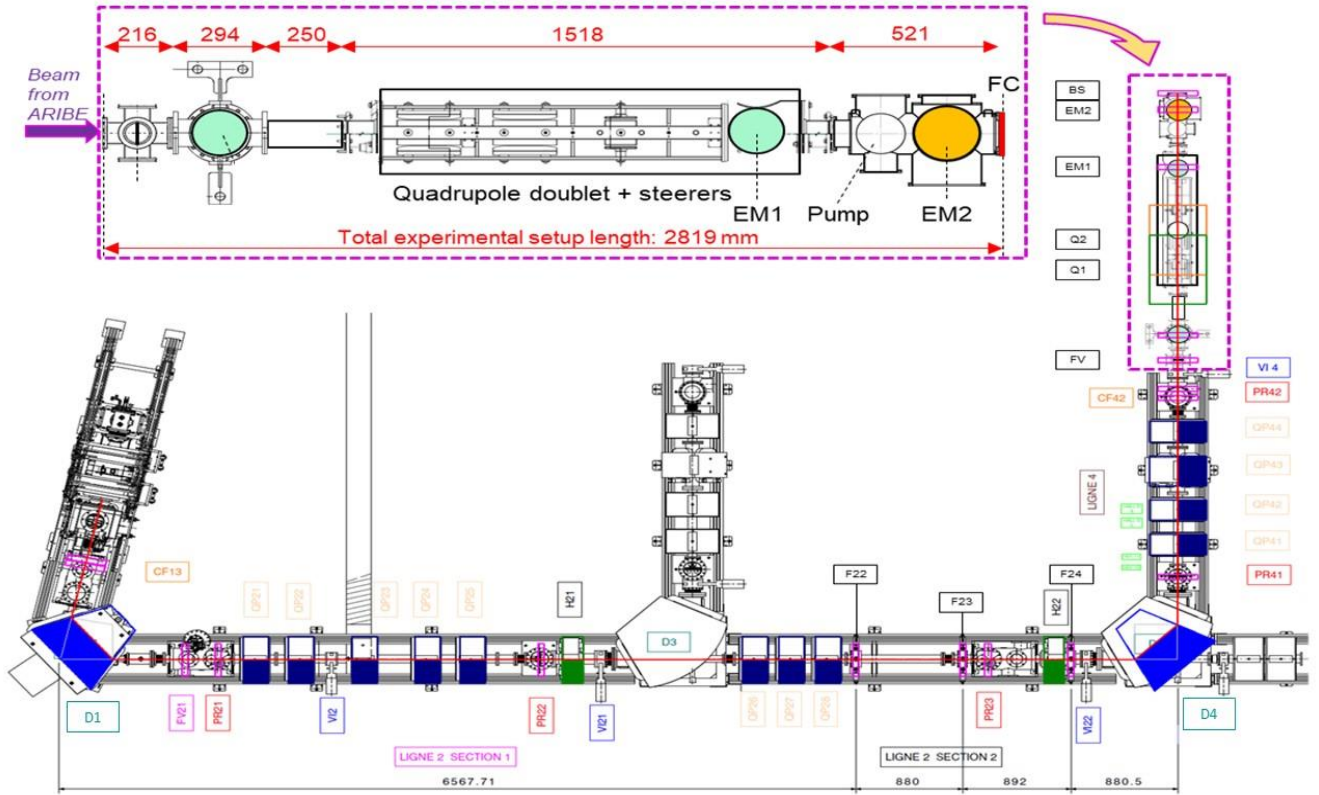 216
294
250
1518
521
Beam
from
ARIBE
FC
Quadrupole doublet + steerers
EM1
Pump
EM2
Total experimental setup length: 2819 mm
BS
EM2
EM1
Q2
Q1
FV
VI 4
CF42
PR42
QP44
QP43
LIGNE 4
QP42
QP41
PR41
CF13
QP21
QP22
QP23
QP24
QP25
H21
D3
F22
F23
H22
F24
D1
FV21
PR21
VI2
PR22
VI21
QP26
QP27
QP28
PR23
VI22
D4
LIGNE 2 SECTION 1
LIGNE 2 SECTION 2
6567.71
880
892
880.5